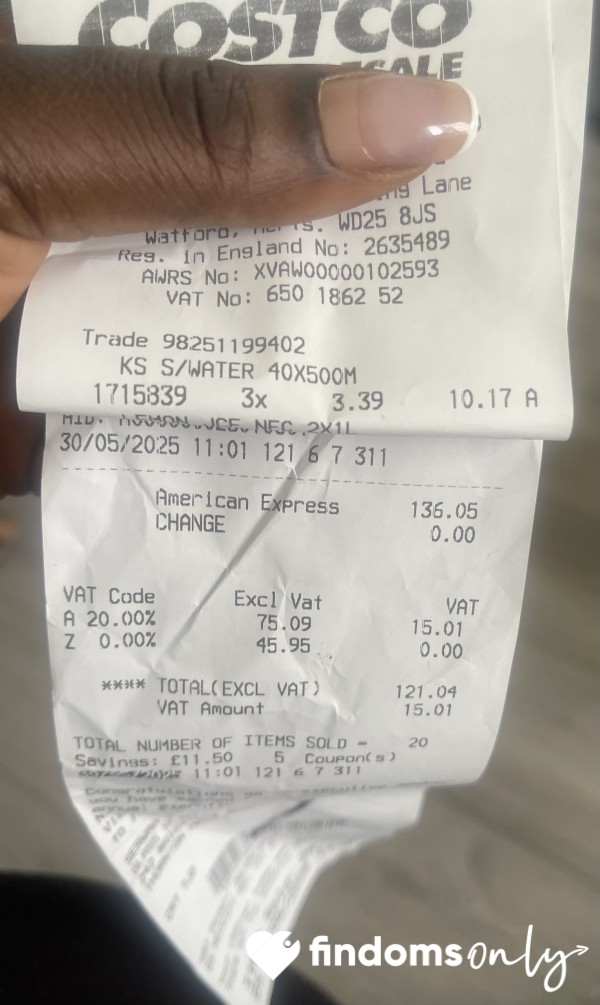 COSTCO
Lane
Watford, Herts. WD25 8JS
Reg. in England No: 2635489
AWRS No: XVAW00000102593
VAT No: 650 1862 52
Trade 98251199402
KS S/WATER 40X500M
1715839 3x 3.39 10.17 A
30/05/2025 11:01 121 6 7 311
American Express 136.05
CHANGE 0.00
VAT Code Excl Vat VAT
A 20.00% 75.09 15.01
Z 0.00% 45.95 0.00
**** TOTAL(EXCL VAT) 121.04
VAT Amount 15.01
TOTAL NUMBER OF ITEMS SOLD = 20
Savings: £11.50 5 Coupon(s)
11:01 121 6 7 311
findomsonly